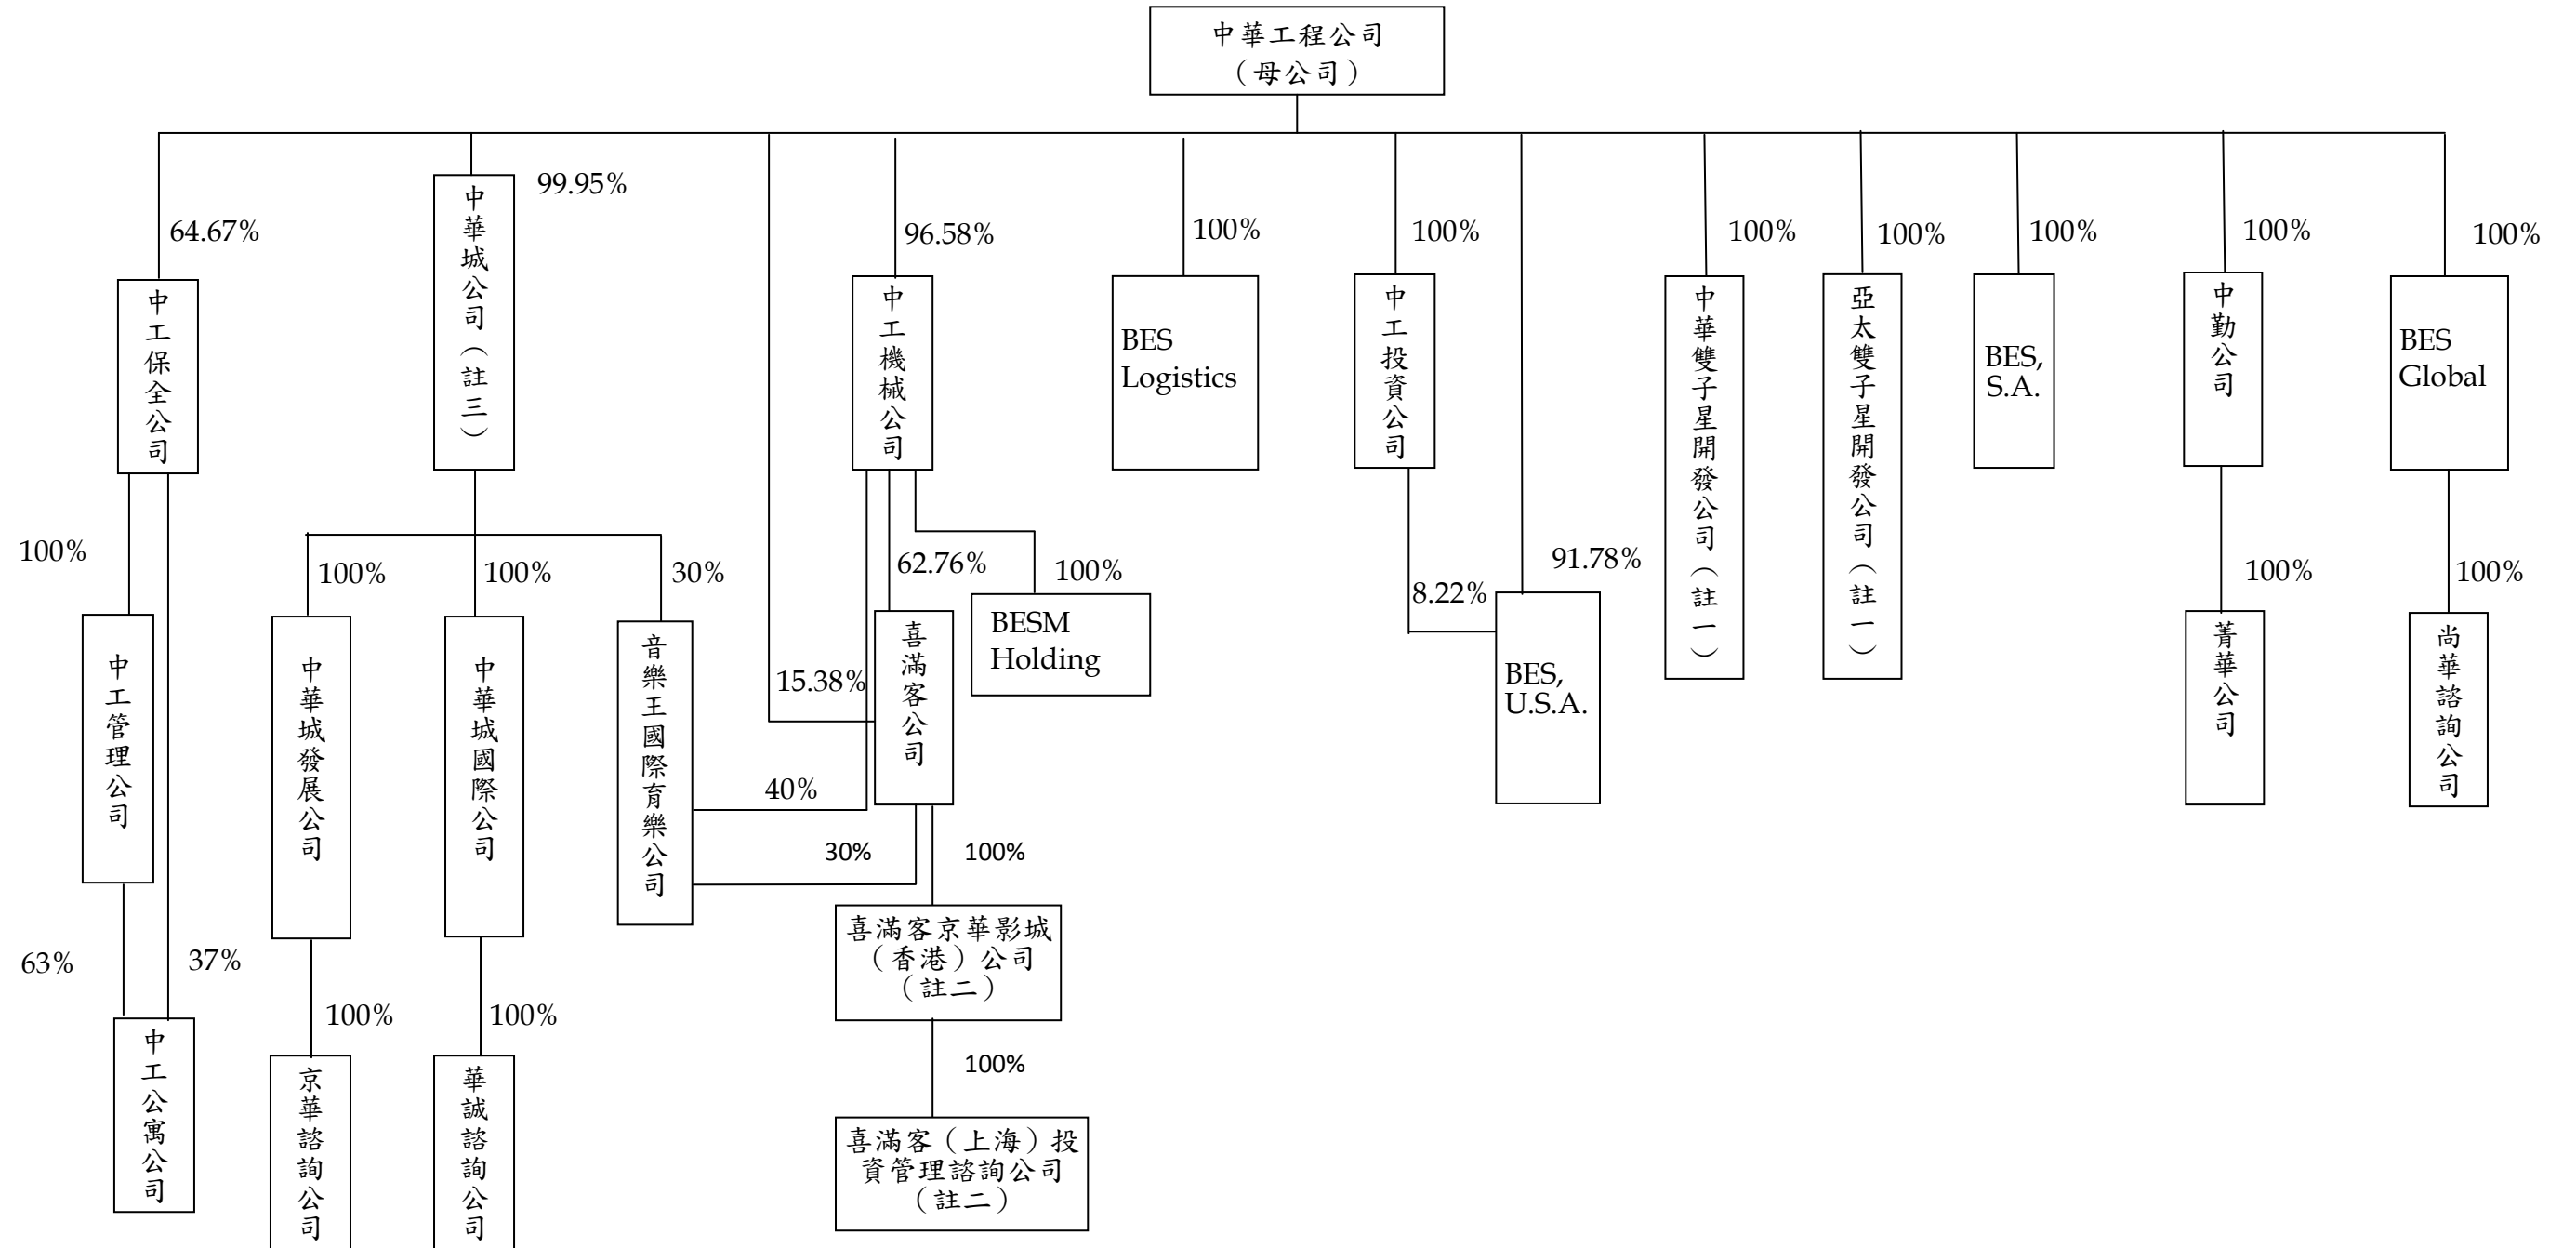 中華工程公司
（母公司）
99.95%
64.67%
96.58%
100%
100%
100%
100%
100%
100%
100%
中工保全公司
中華城公司（註三）
中工機械公司
BES
Logistics
中工投資公司
中華雙子星開發公司（註一）
亞太雙子星開發公司（註一）
BES,
S.A.
中勤公司
BES
Global
100%
100%
100%
30%
62.76%
100%
8.22%
91.78%
100%
100%
中工管理公司
中華城發展公司
中華城國際公司
音樂王國際育樂公司
15.38%
喜滿客公司
BESM
Holding
BES,
U.S.A.
菁華公司
尚華諮詢公司
40%
30%
100%
63%
37%
喜滿客京華影城
（香港）公司
（註二）
100%
100%
100%
中工公寓公司
京華諮詢公司
華誠諮詢公司
喜滿客（上海）投
資管理諮詢公司
（註二）